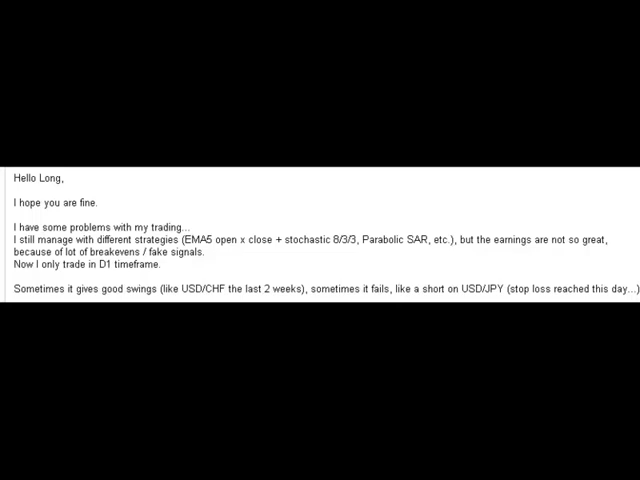 Hello Long,
I hope you are fine.
I have some problems with my trading...
I still manage with different strategies (EMA5 open x close + stochastic 8/3/3, Parabolic SAR, etc.), but the earnings are not so great,
because of lot of breakevens / fake signals.
Now I only trade in D1 timeframe.
Sometimes it gives good swings (like USD/CHF the last 2 weeks), sometimes it fails, like a short on USD/JPY (stop loss reached this day...)